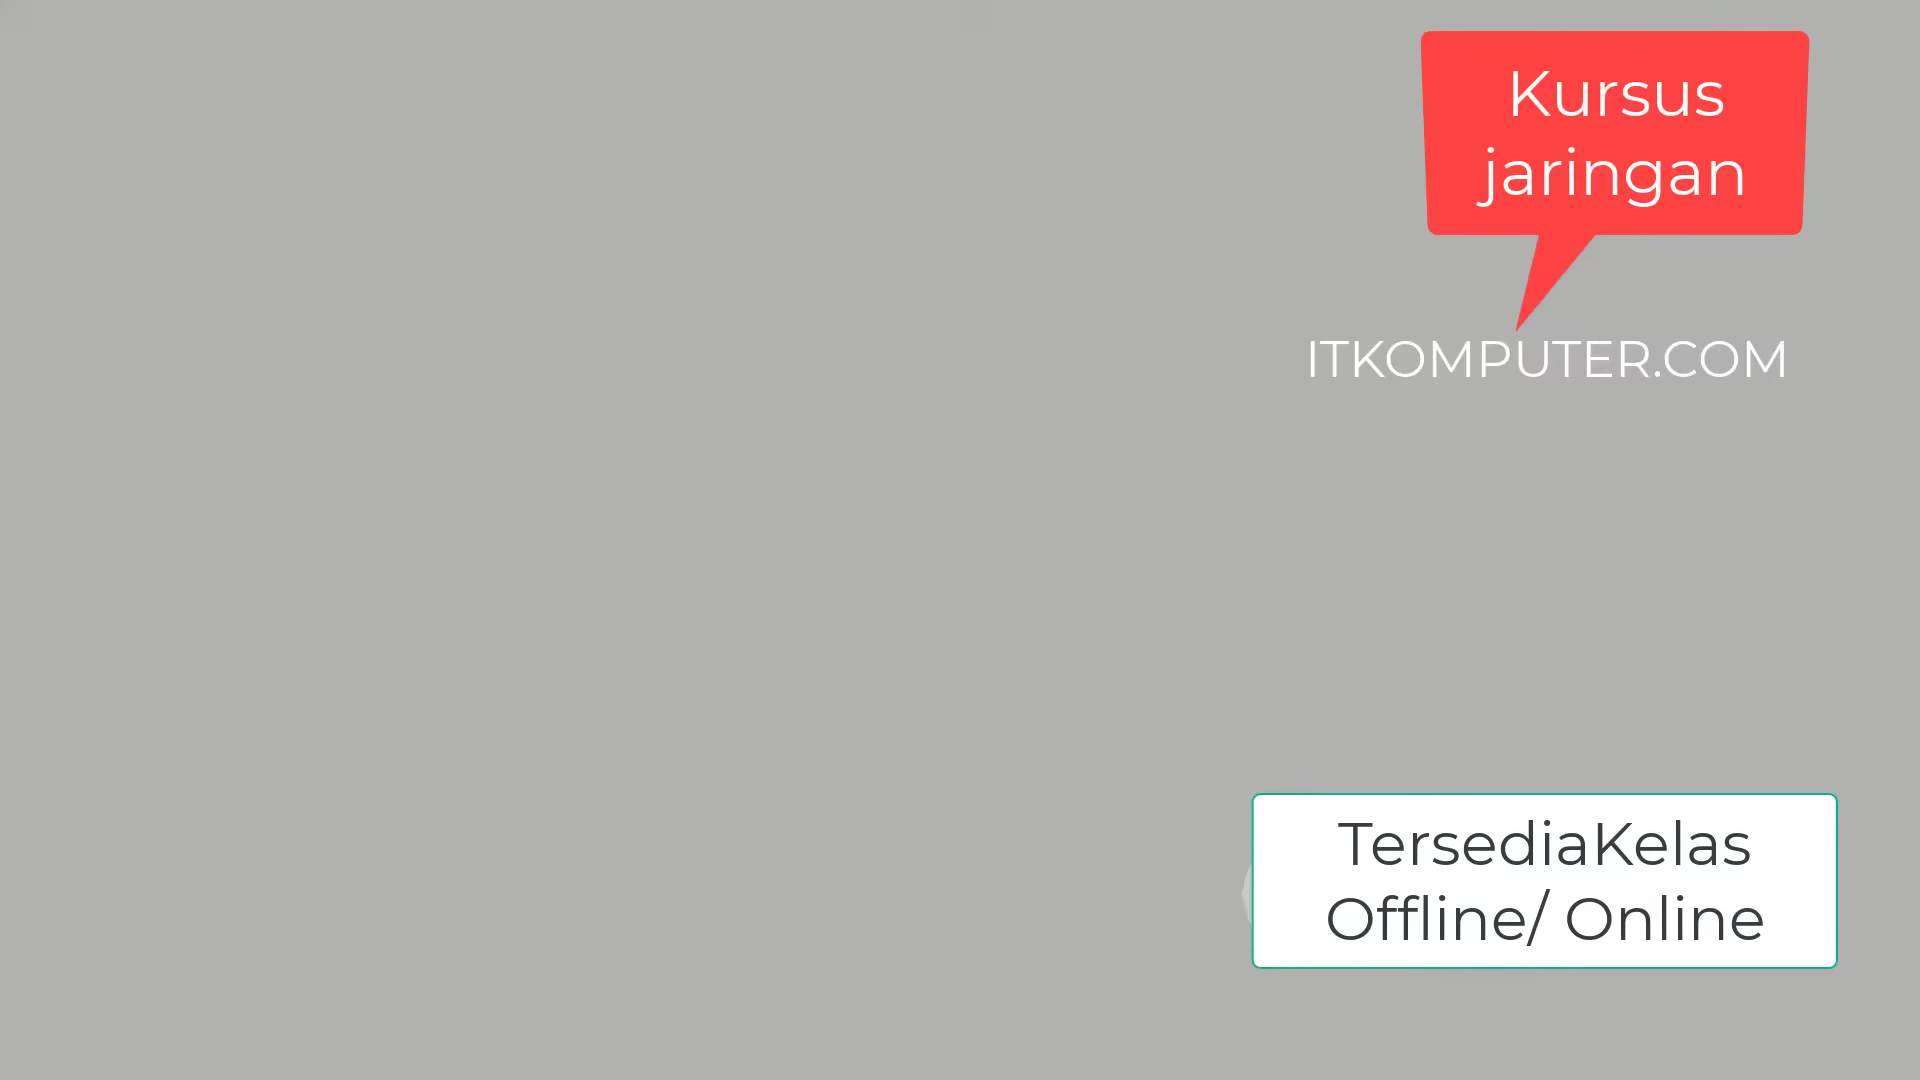 Kursus
jaringan
ITKOMPUTER.COM
TersediaKelas
Offline/ Online